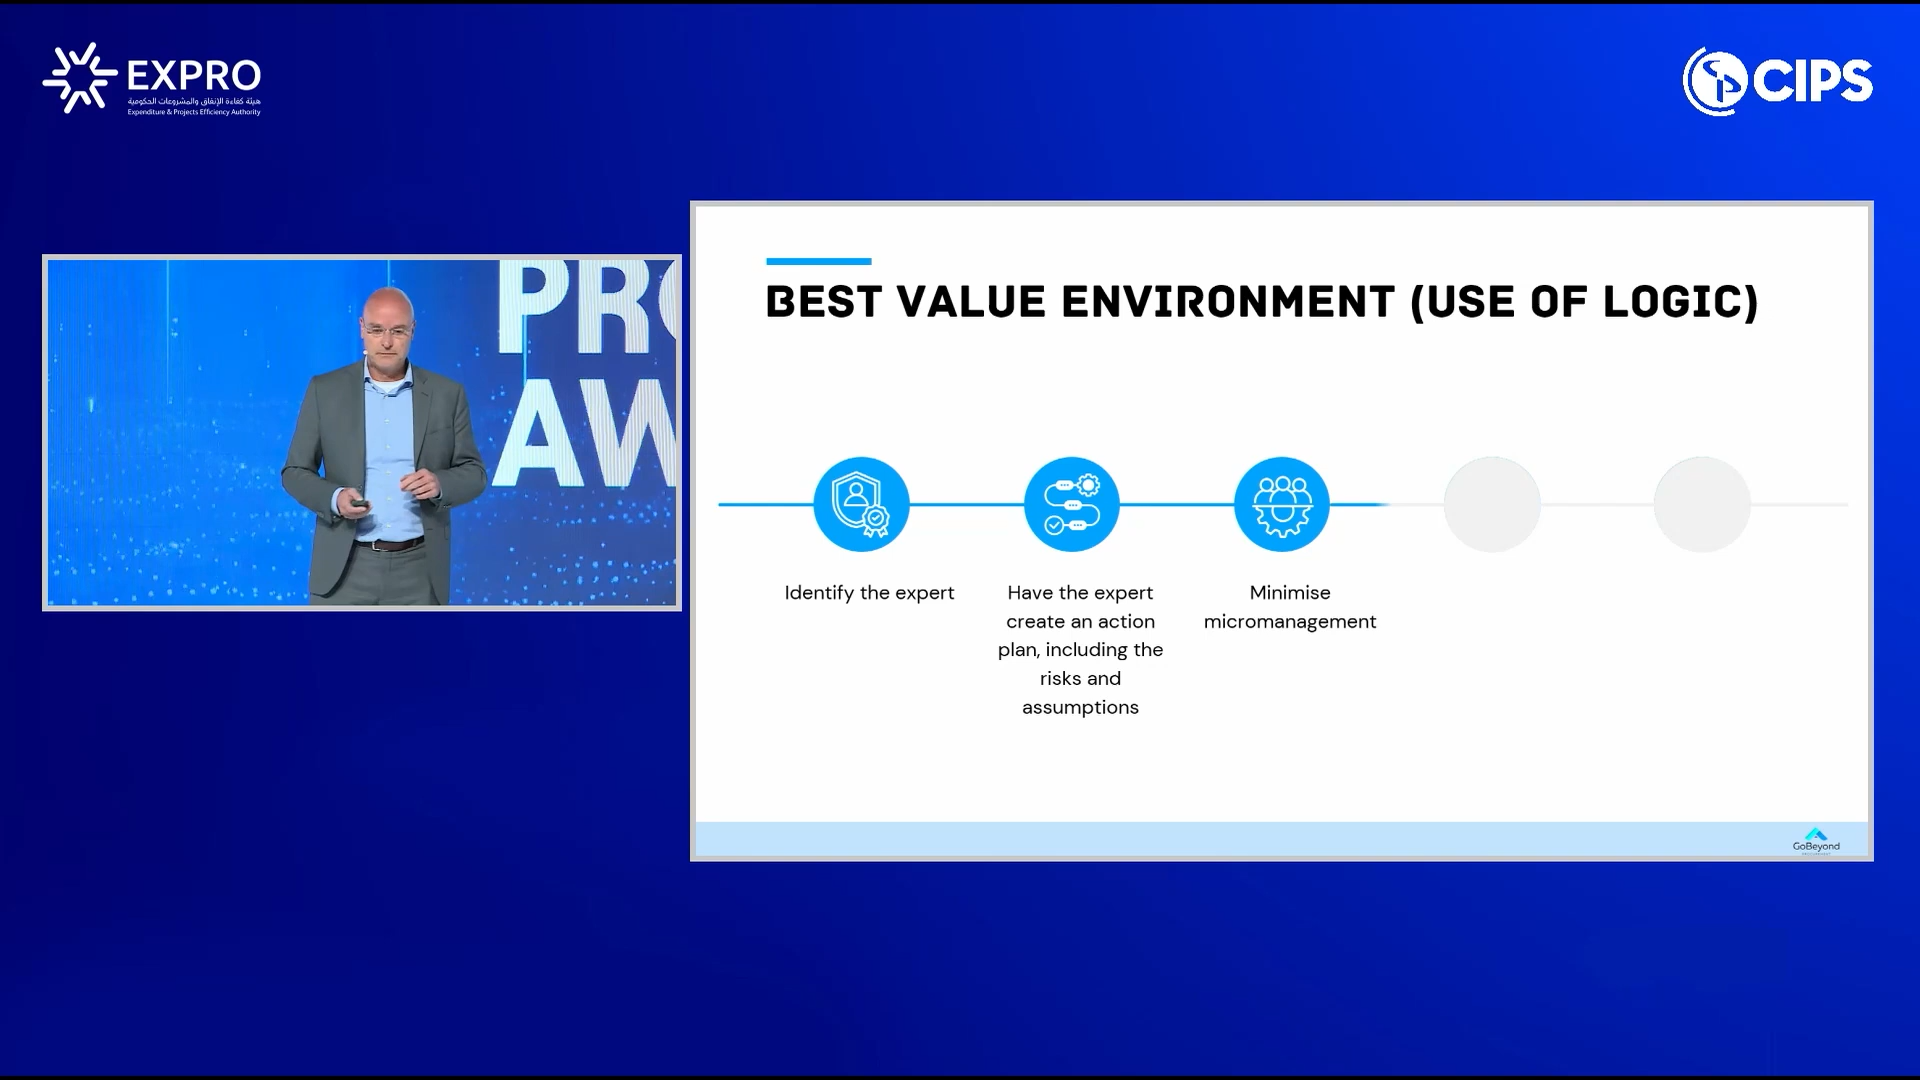 EXPRO
هيئة كفاءة الإنفاق والمشروعات الحكومية
Expenditure & Projects Efficiency Authority
CIPS
PRO
AW
BEST VALUE ENVIRONMENT (USE OF LOGIC)
Identify the expert
Have the expert
create an action
plan, including the
risks and
assumptions
Minimise
micromanagement
GoBeyond